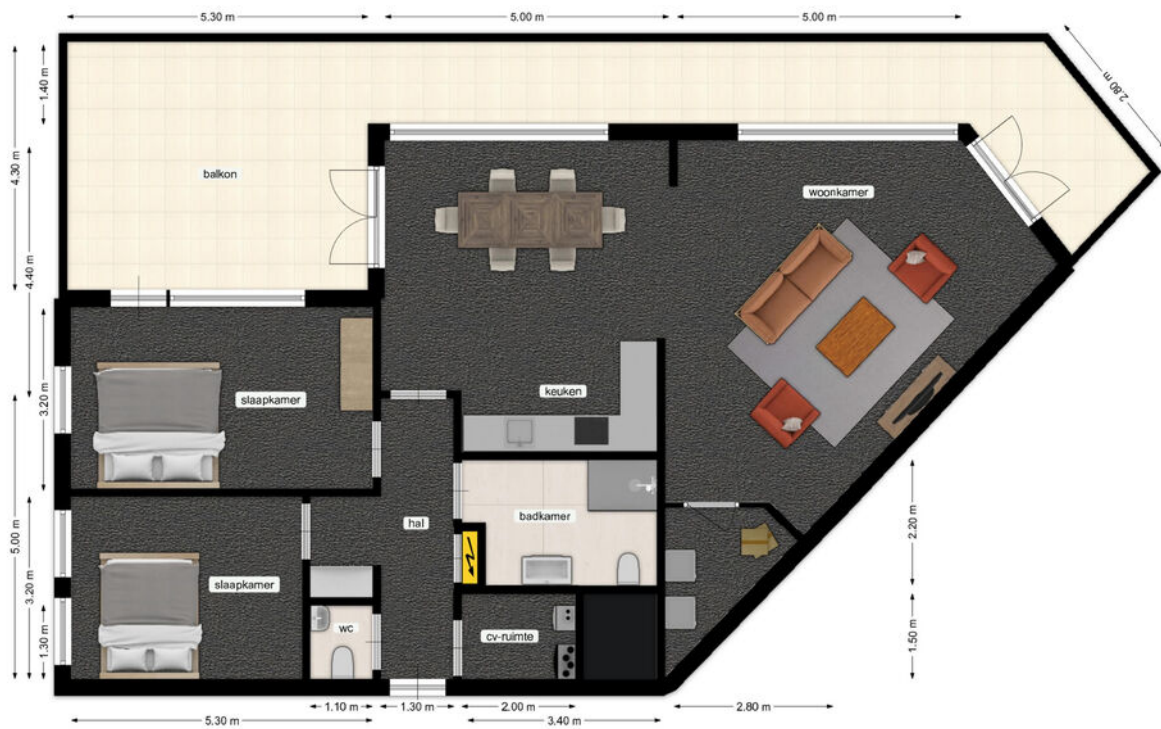 5.30 m
5.00 m
5.00 m
2.80 m
1.40 m
4.30 m
4.40 m
balkon
woonkamer
3.20 m
slaapkamer
keuken
5.00 m
3.20 m
1.30 m
hal
badkamer
2.20 m
slaapkamer
wc
cv-ruimte
1.50 m
1.10 m
1.30 m
2.00 m
2.80 m
5.30 m
3.40 m